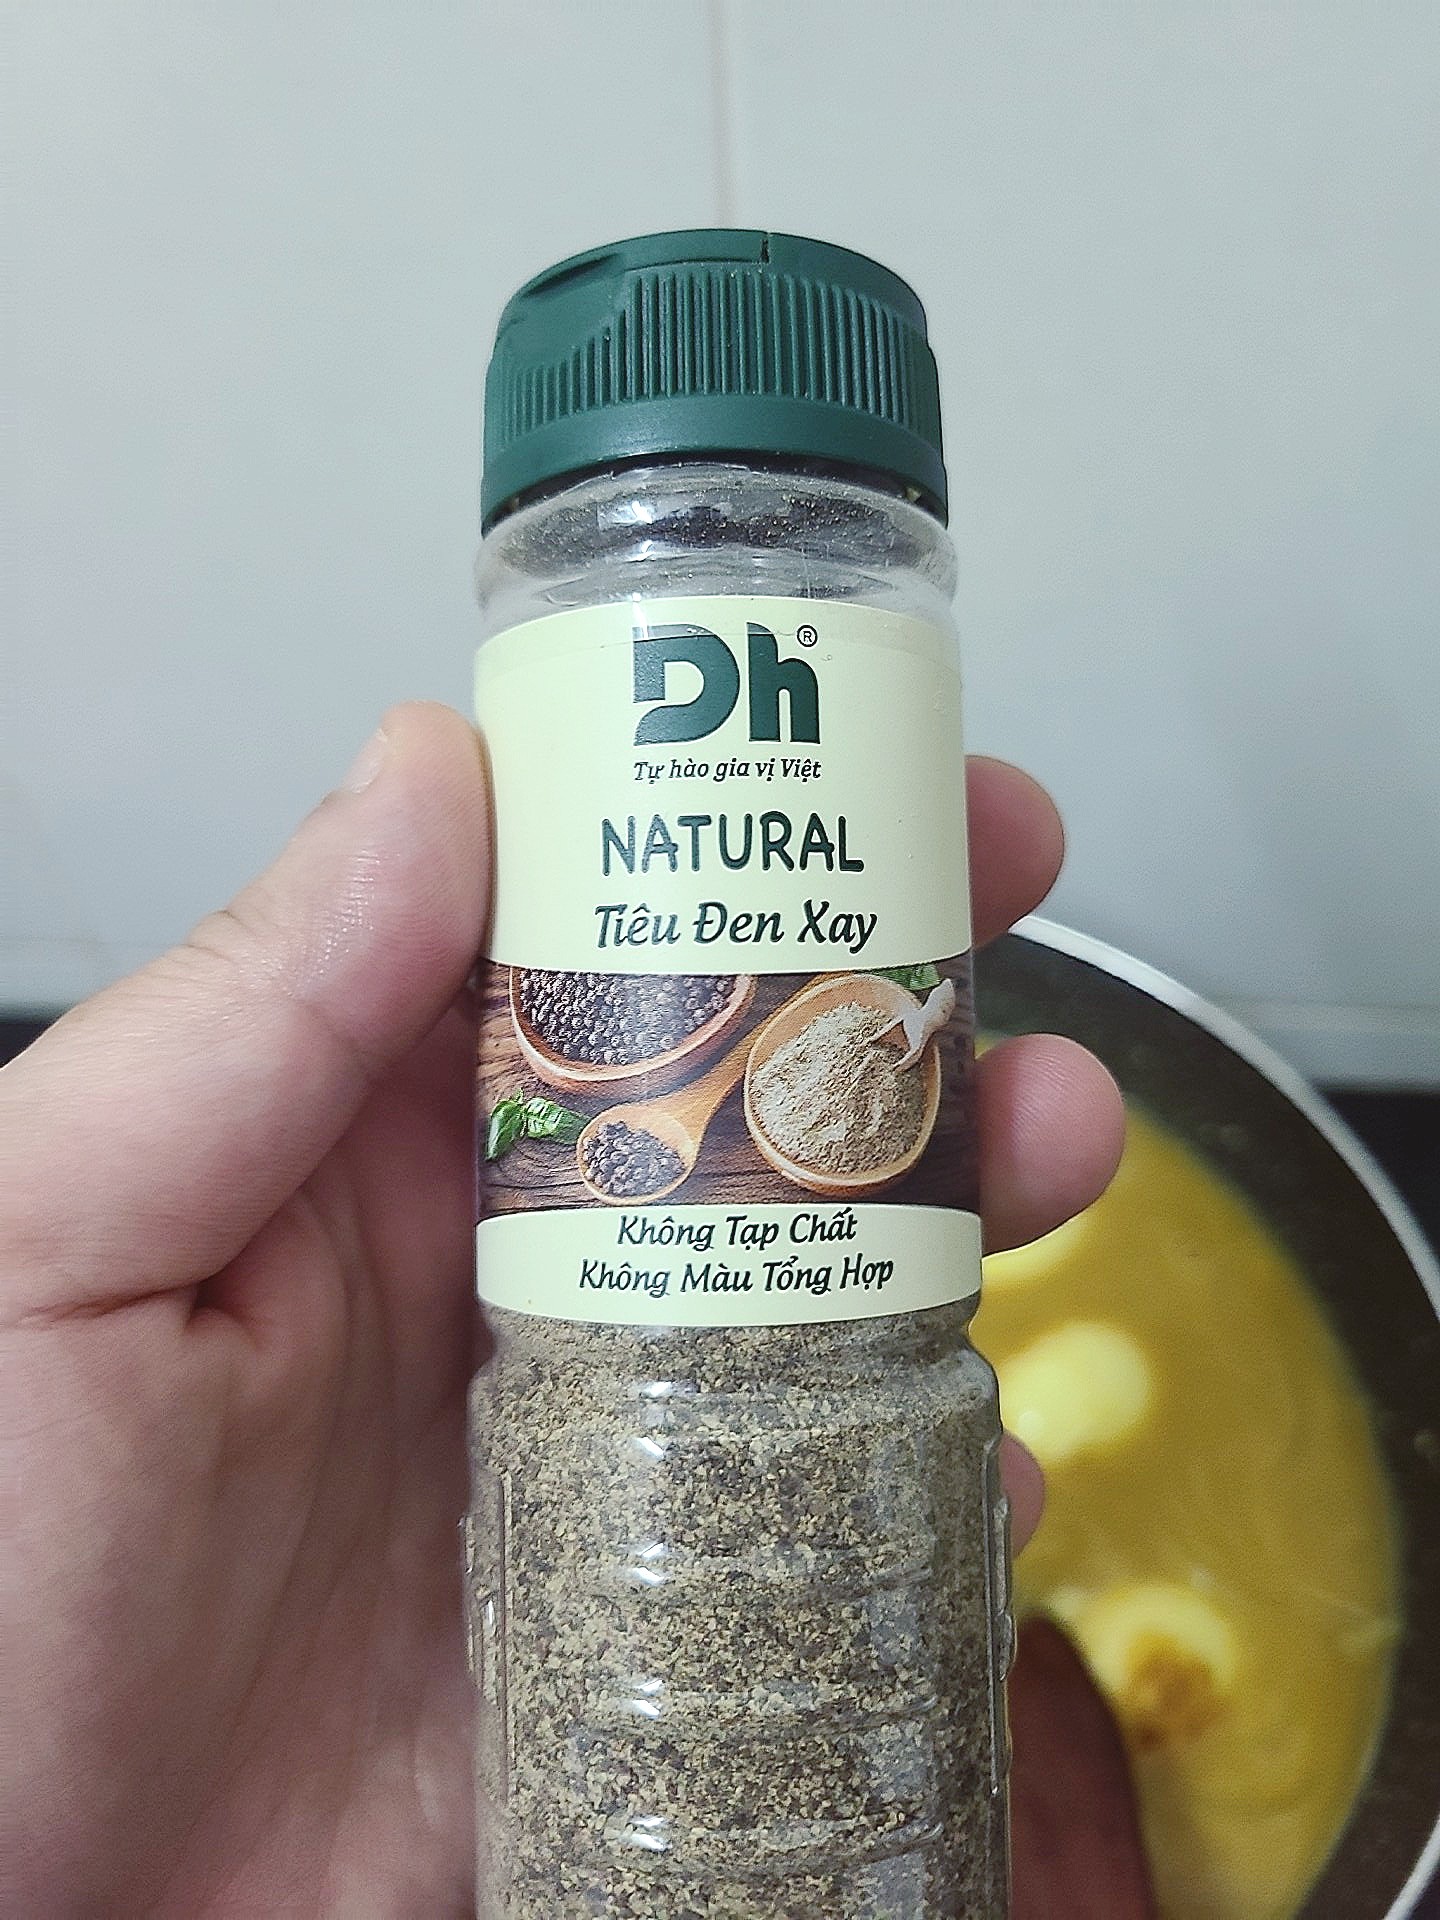 Dh®
Tự hào gia vị Việt
NATURAL
Tiêu Đen Xay
Không Tạp Chất
Không Màu Tổng Hợp